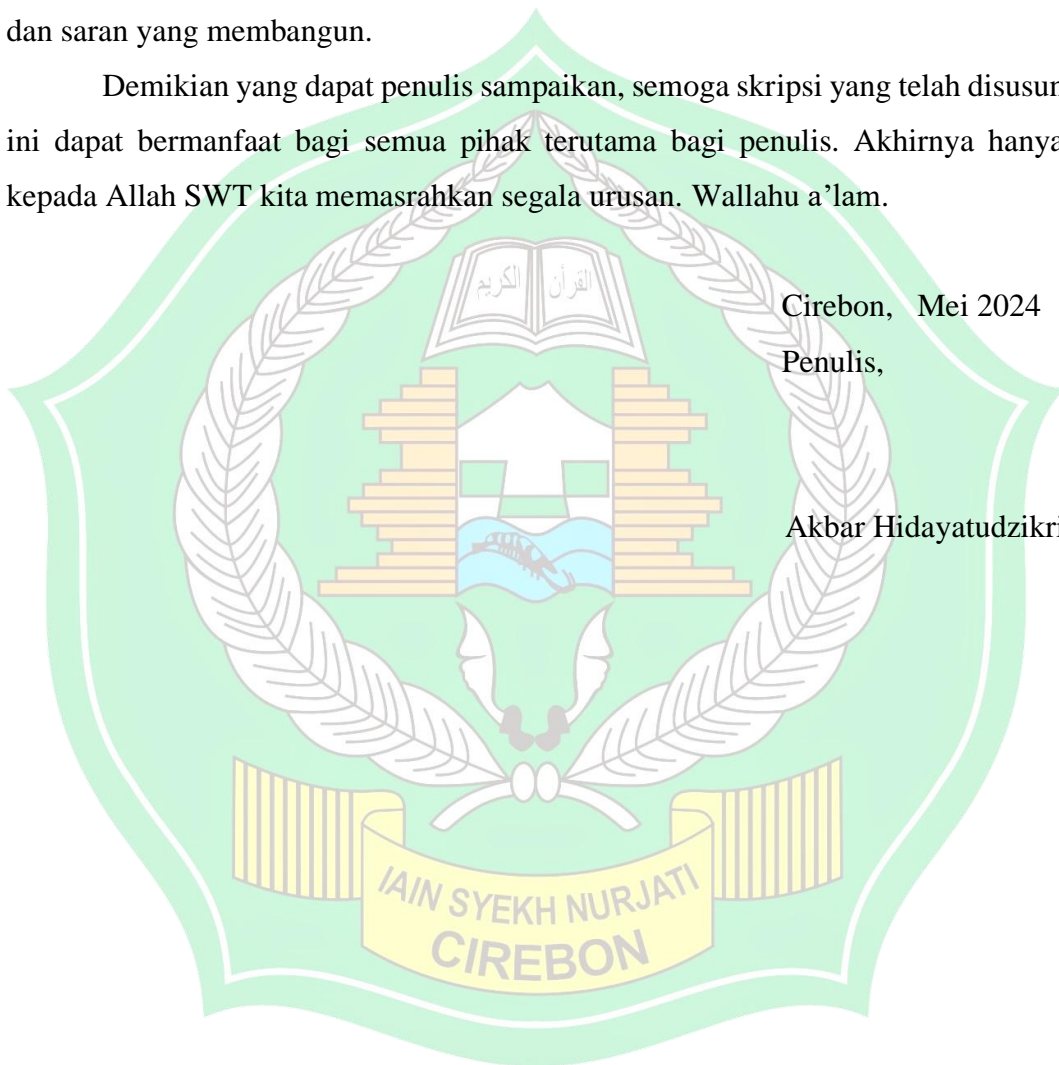 dan saran yang membangun.
Demikian yang dapat penulis sampaikan, semoga skripsi yang telah disusun
ini dapat bermanfaat bagi semua pihak terutama bagi penulis. Akhirnya hanya
kepada Allah SWT kita memasrahkan segala urusan. Wallahu a’lam.
القرأن الكريم
Cirebon, Mei 2024
Penulis,
Akbar Hidayatudzikri
IAIN SYEKH NURJATI
CIREBON